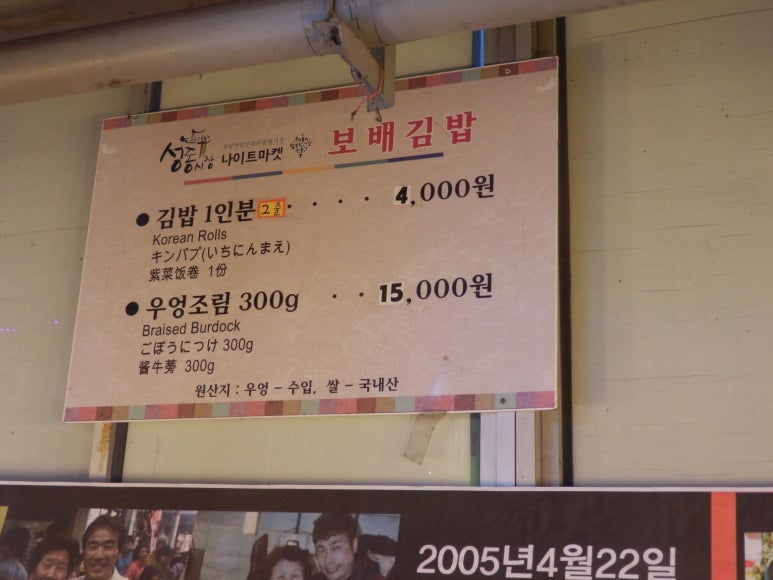 성동시장 나이트마켓
보배김밥
● 김밥 1인분 2줄 · · · · 4,000원
Korean Rolls
キンパプ(いちにんまえ)
紫菜饭卷 1份
● 우엉조림 300g · · 15,000원
Braised Burdock
ごぼうにつけ 300g
酱牛蒡 300g
원산지 : 우엉 – 수입, 쌀 – 국내산
2005년4월22일